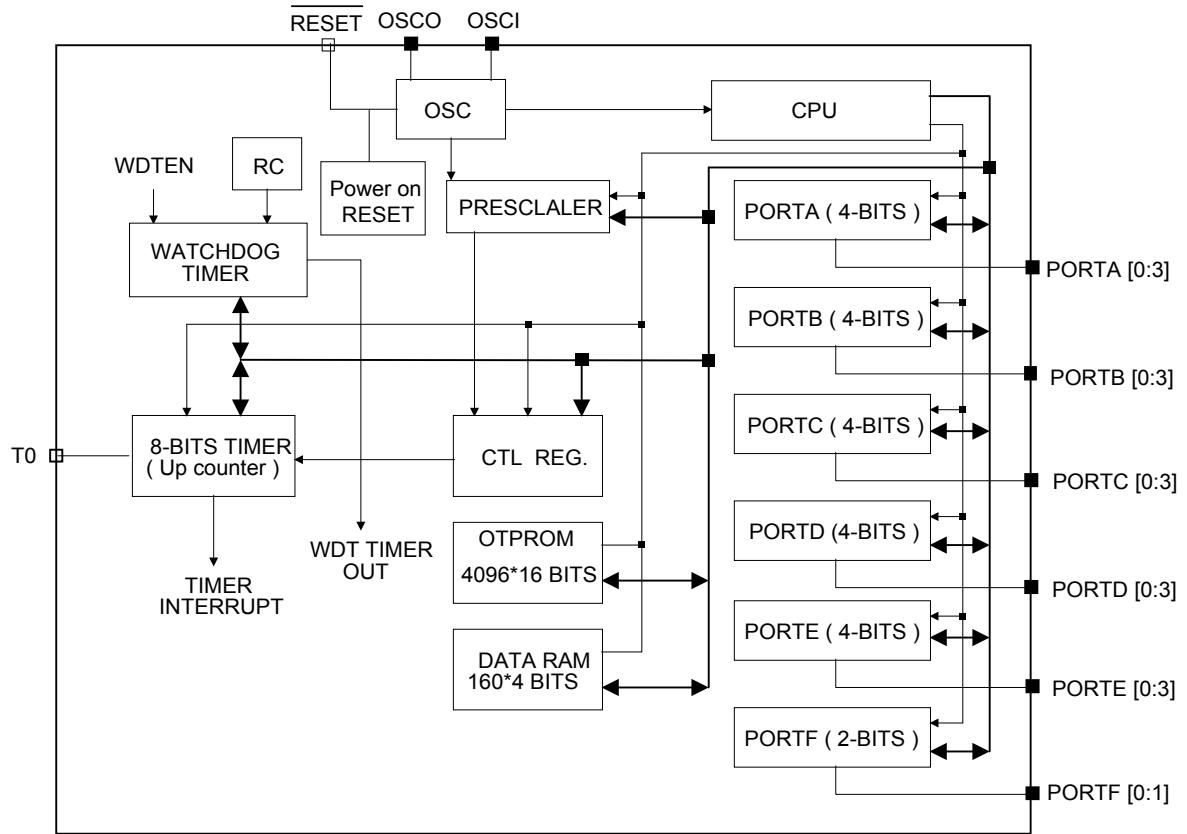 RESET OSCO OSCI
OSC
CPU
WDTEN
RC
Power on
RESET
PRESCLALER
PORTA ( 4-BITS )
WATCHDOG
TIMER
PORTA [0:3]
PORTB ( 4-BITS )
PORTB [0:3]
PORTC ( 4-BITS )
T0
8-BITS TIMER
( Up counter )
CTL REG.
PORTC [0:3]
PORTD (4-BITS )
OTPROM
4096*16 BITS
WDT TIMER
OUT
TIMER
INTERRUPT
PORTD [0:3]
PORTE ( 4-BITS )
DATA RAM
160*4 BITS
PORTE [0:3]
PORTF ( 2-BITS )
PORTF [0:1]